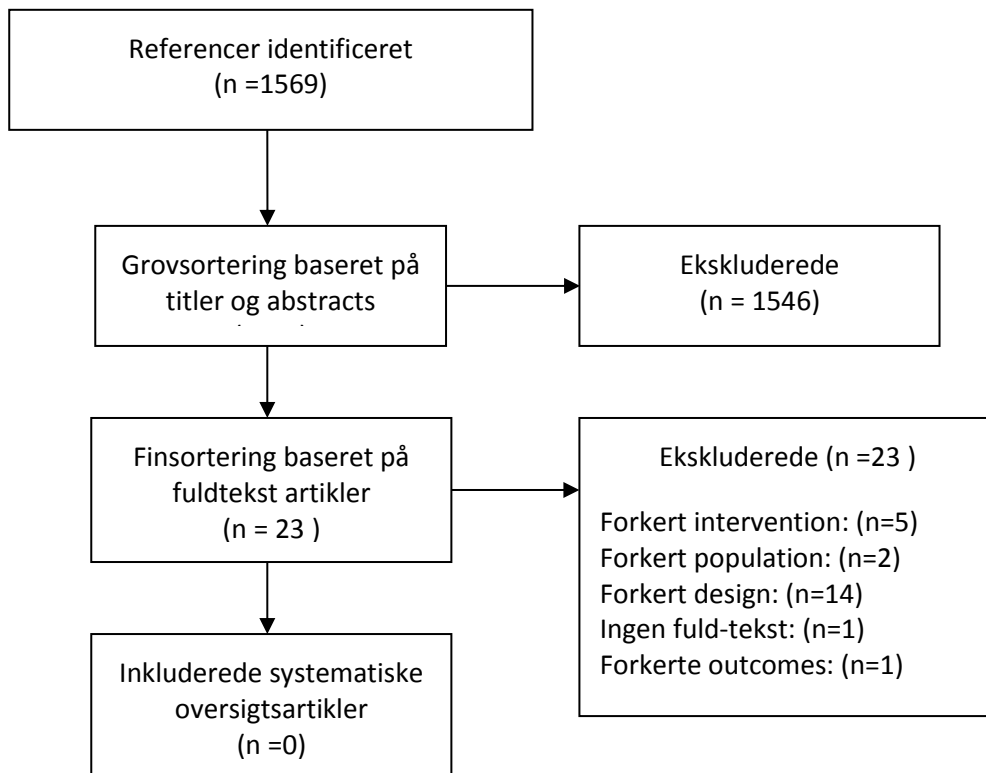 Referencer identificeret
(n =1569)
Grovsortering baseret på
titler og abstracts
Ekskluderede
(n = 1546)
Finsortering baseret på
fuldtekst artikler
(n = 23 )
Ekskluderede (n =23 )
Forkert intervention: (n=5)
Forkert population: (n=2)
Forkert design: (n=14)
Ingen fuld-tekst: (n=1)
Forkerte outcomes: (n=1)
Inkluderede systematiske
oversigtsartikler
(n =0)